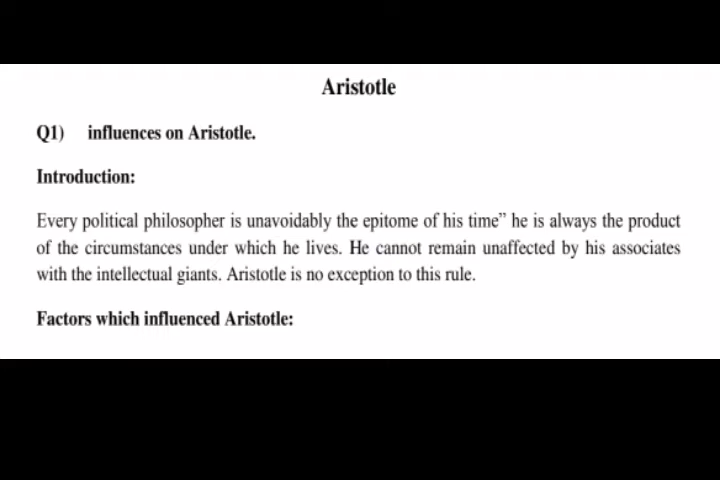 Aristotle
Q1) influences on Aristotle.
Introduction:
Every political philosopher is unavoidably the epitome of his time” he is always the product
of the circumstances under which he lives. He cannot remain unaffected by his associates
with the intellectual giants. Aristotle is no exception to this rule.
Factors which influenced Aristotle: